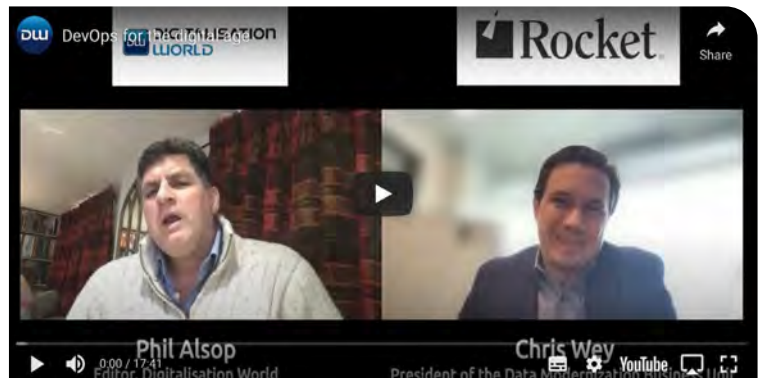 DW DevOps for the digital age
DW DIGITALISATION
WORLD
Rocket
Share
Phil Alsop
Editor, Digitalisation World
Chris Wey
President of the Data Modernization Business Unit
0:00 / 17:41
YouTube